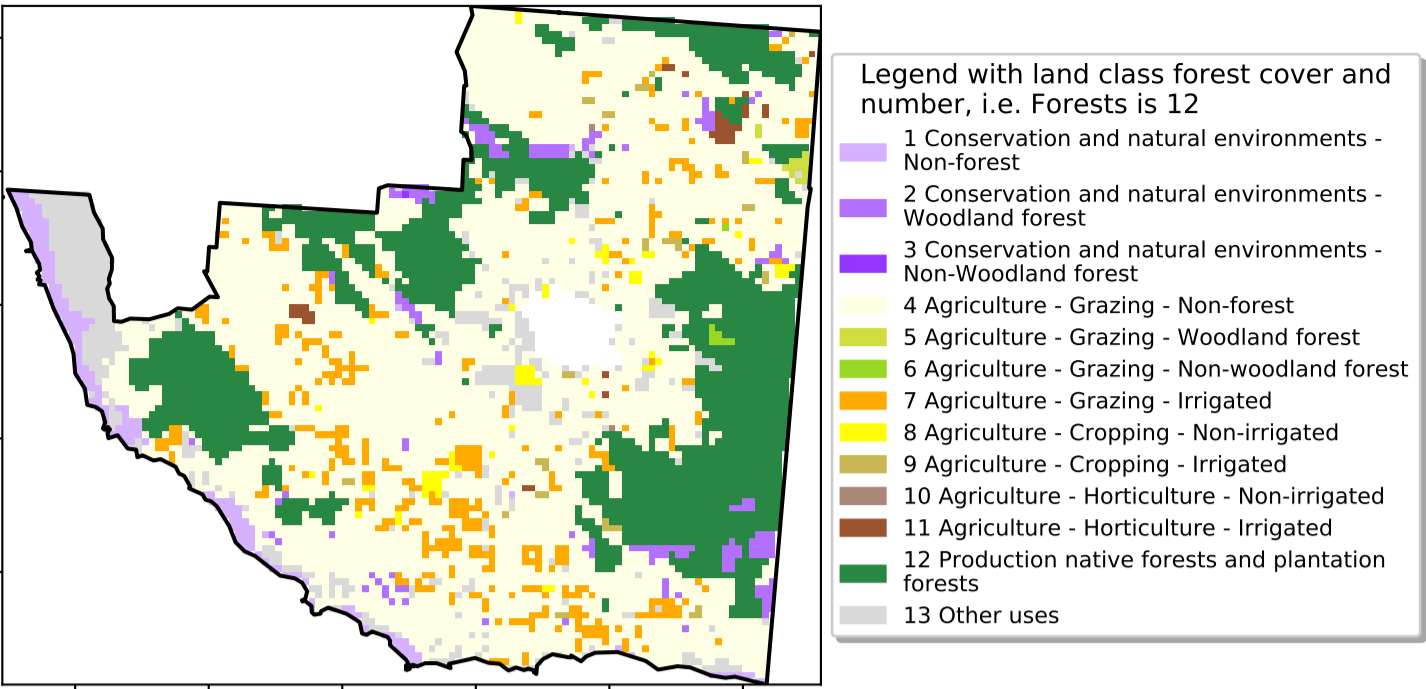 Legend with land class forest cover and
number, i.e. Forests is 12
1 Conservation and natural environments -
Non-forest
2 Conservation and natural environments -
Woodland forest
3 Conservation and natural environments -
Non-Woodland forest
4 Agriculture - Grazing - Non-forest
5 Agriculture - Grazing - Woodland forest
6 Agriculture - Grazing - Non-woodland forest
7 Agriculture - Grazing - Irrigated
8 Agriculture - Cropping - Non-irrigated
9 Agriculture - Cropping - Irrigated
10 Agriculture - Horticulture - Non-irrigated
11 Agriculture - Horticulture - Irrigated
12 Production native forests and plantation
forests
13 Other uses